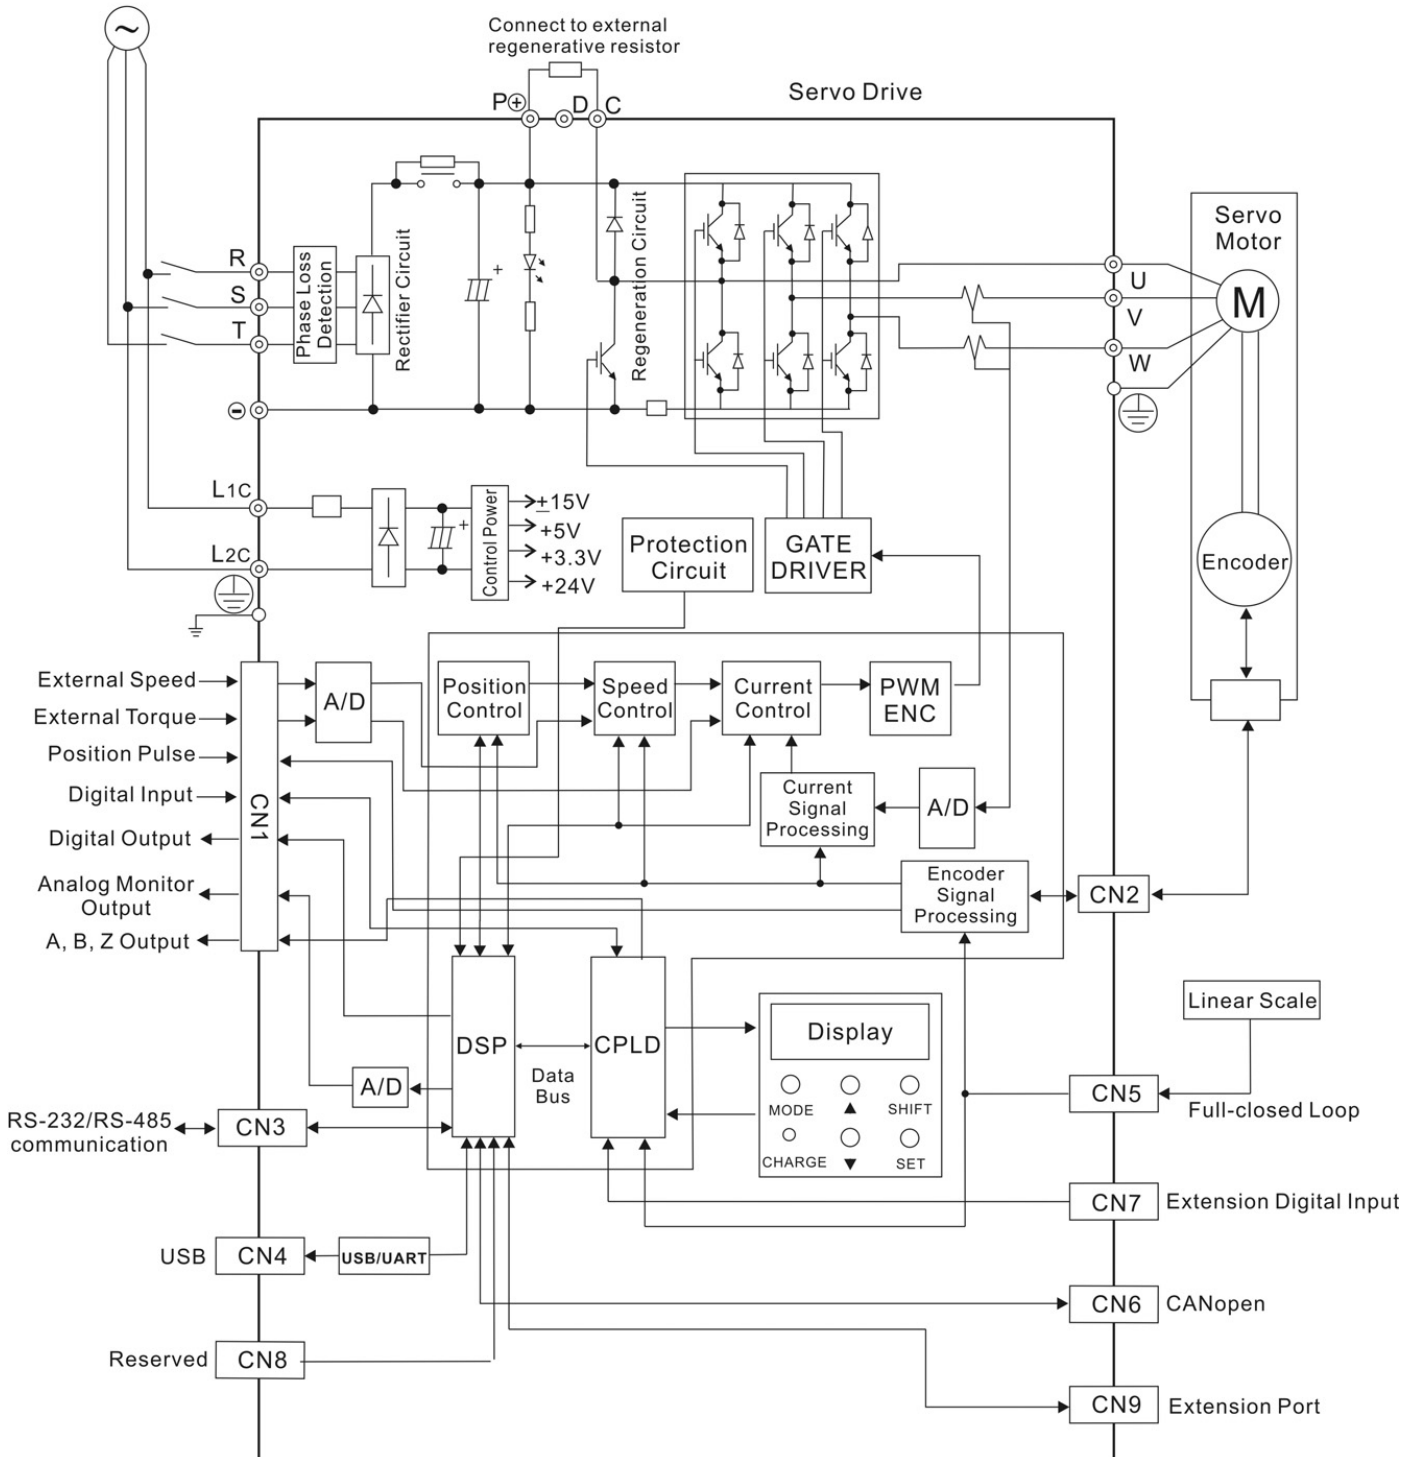 Connect to external
regenerative resistor
P⊕
D
C
Servo Drive
Servo
Motor
R
S
T
Phase Loss
Detection
Rectifier Circuit
+
Regeneration Circuit
U
V
W
M
⊖
L1C
L2C
+
Control Power
±15V
+5V
+3.3V
+24V
Protection
Circuit
GATE
DRIVER
Encoder
External Speed
External Torque
Position Pulse
Digital Input
Digital Output
Analog Monitor
Output
A, B, Z Output
CN1
A/D
Position
Control
Speed
Control
Current
Control
PWM
ENC
Current
Signal
Processing
A/D
Encoder
Signal
Processing
CN2
Linear Scale
DSP
Data
Bus
CPLD
Display
MODE
▲
SHIFT
CHARGE
▼
SET
A/D
CN5
Full-closed Loop
RS-232/RS-485
communication
CN3
CN7
Extension Digital Input
USB
CN4
USB/UART
CN6
CANopen
Reserved
CN8
CN9
Extension Port